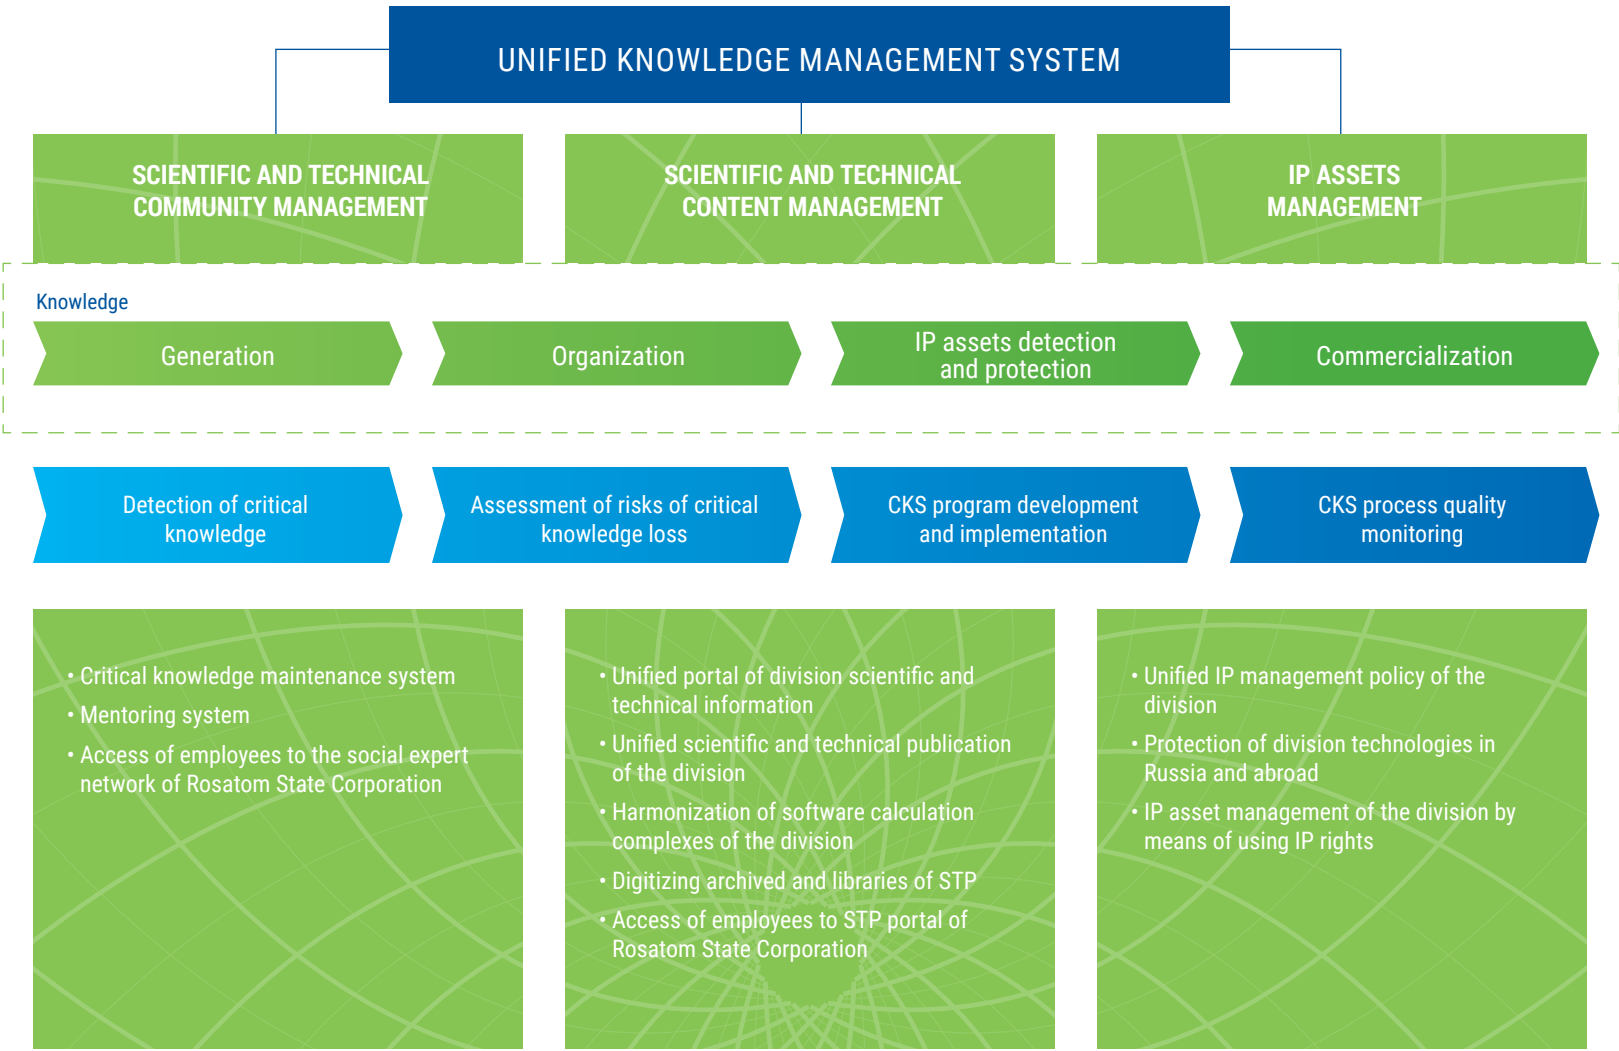 UNIFIED KNOWLEDGE MANAGEMENT SYSTEM
SCIENTIFIC AND TECHNICAL
COMMUNITY MANAGEMENT
SCIENTIFIC AND TECHNICAL
CONTENT MANAGEMENT
IP ASSETS
MANAGEMENT
Knowledge
Generation
Organization
IP assets detection
and protection
Commercialization
Detection of critical
knowledge
Assessment of risks of critical
knowledge loss
CKS program development
and implementation
CKS process quality
monitoring
• Critical knowledge maintenance system
• Mentoring system
• Access of employees to the social expert
network of Rosatom State Corporation
• Unified portal of division scientific and
technical information
• Unified scientific and technical publication
of the division
• Harmonization of software calculation
complexes of the division
• Digitizing archived and libraries of STP
• Access of employees to STP portal of
Rosatom State Corporation
• Unified IP management policy of the
division
• Protection of division technologies in
Russia and abroad
• IP asset management of the division by
means of using IP rights